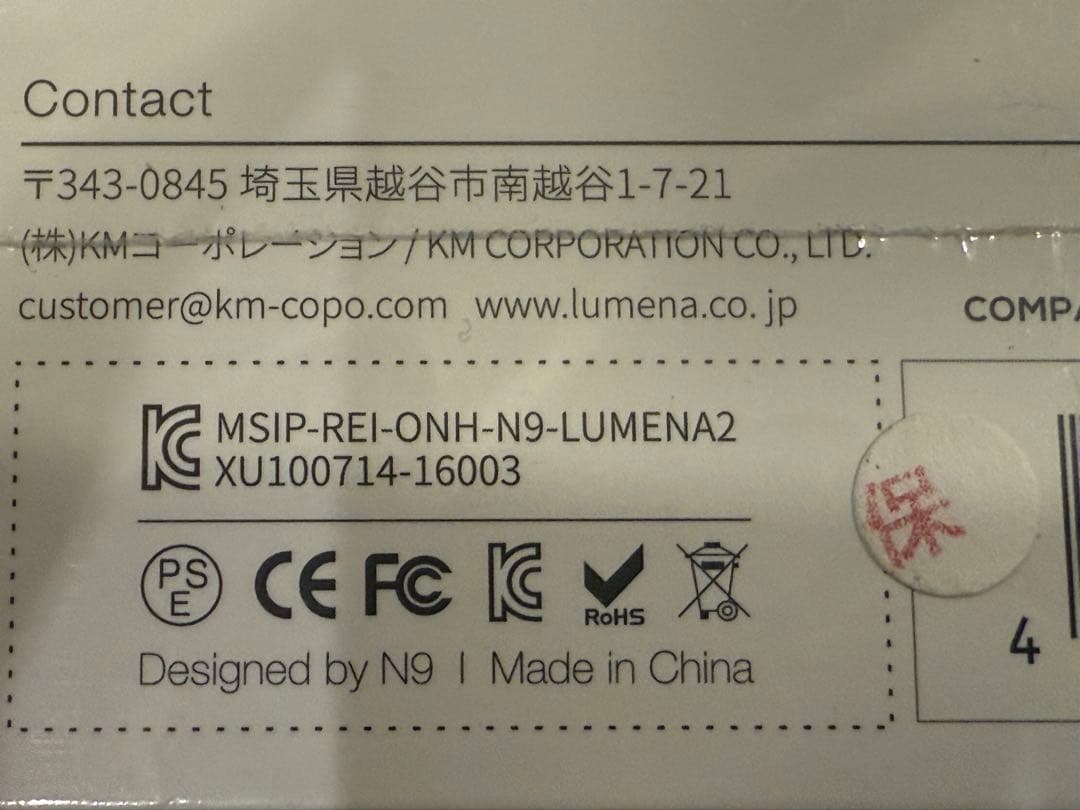 Contact
〒343-0845 埼玉県越谷市南越谷1-7-21
(株)KMコーポレーション / KM CORPORATION CO., LTD.
customer@km-copo.com www.lumena.co.jp
COMPA
MSIP-REI-ONH-N9-LUMENA2
XU100714-16003
保
PS
E
CE FC
RoHS
4
Designed by N9 | Made in China